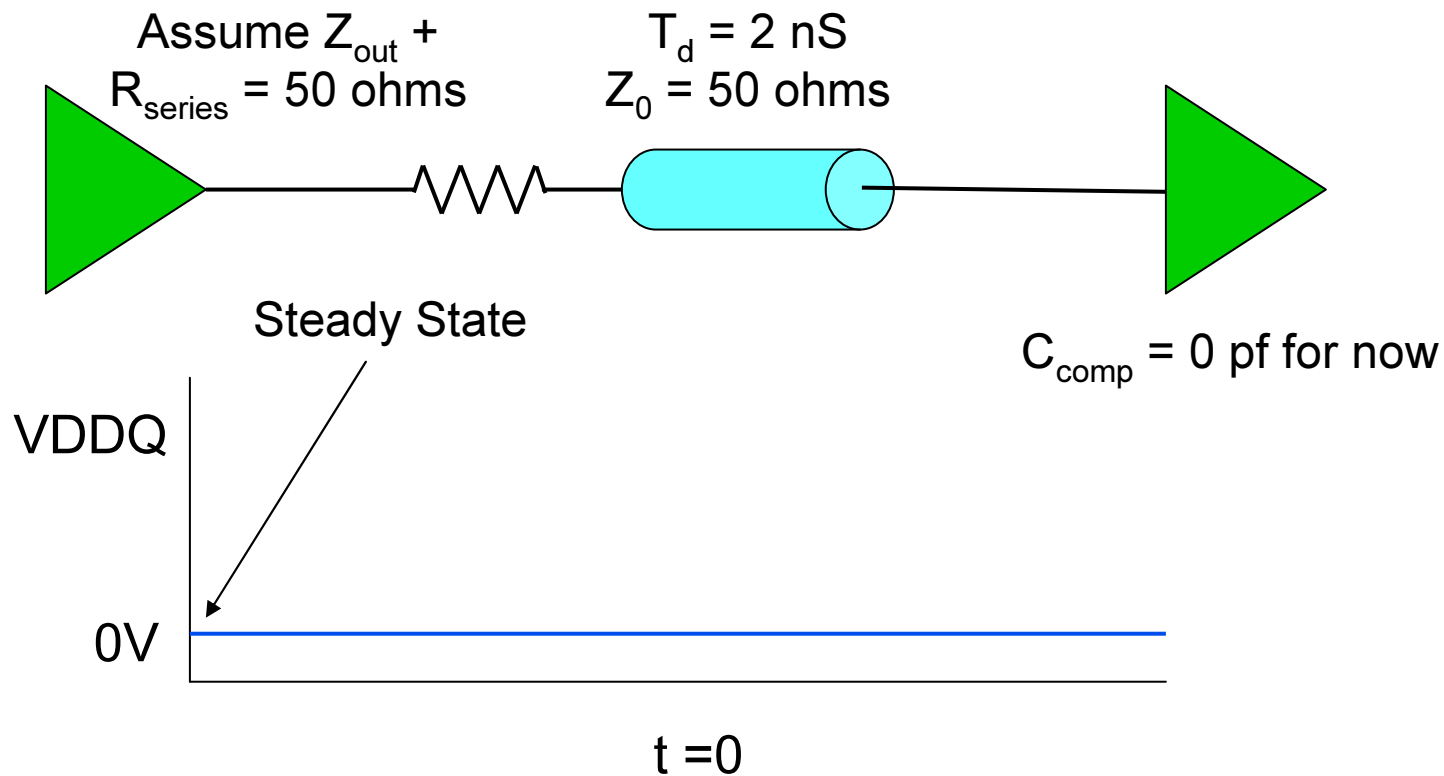 Assume Zout +
Rseries = 50 ohms
Td = 2 nS
Z0 = 50 ohms
Steady State
Ccomp = 0 pf for now
VDDQ
0V
t =0